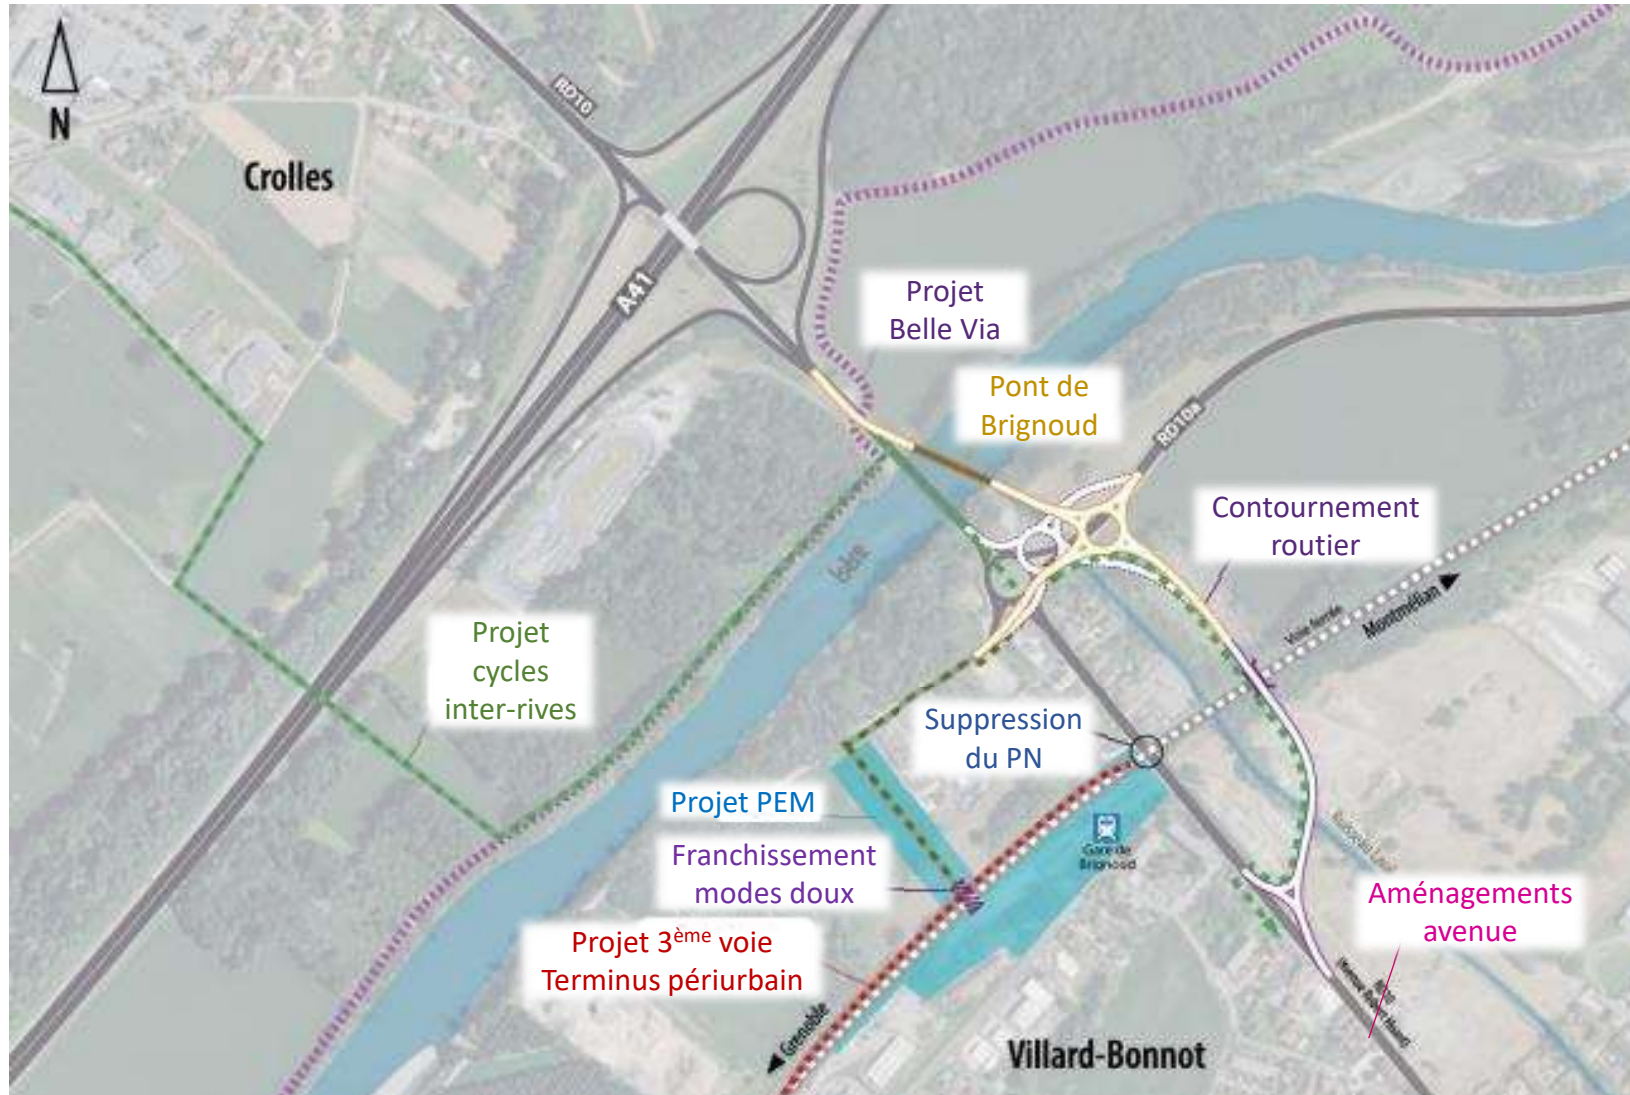 N
Crolles
RD10
A41
Projet
Belle Via
Pont de
Brignoud
RD10a
Contournement
routier
Voie ferrée
Montmélian
Isère
Projet
cycles
inter-rives
Suppression
du PN
Projet PEM
Gare de
Brignoud
Franchissement
modes doux
Aménagements
avenue
Projet 3ème voie
Terminus périurbain
Grenoble
RD10
Villard-Bonnot